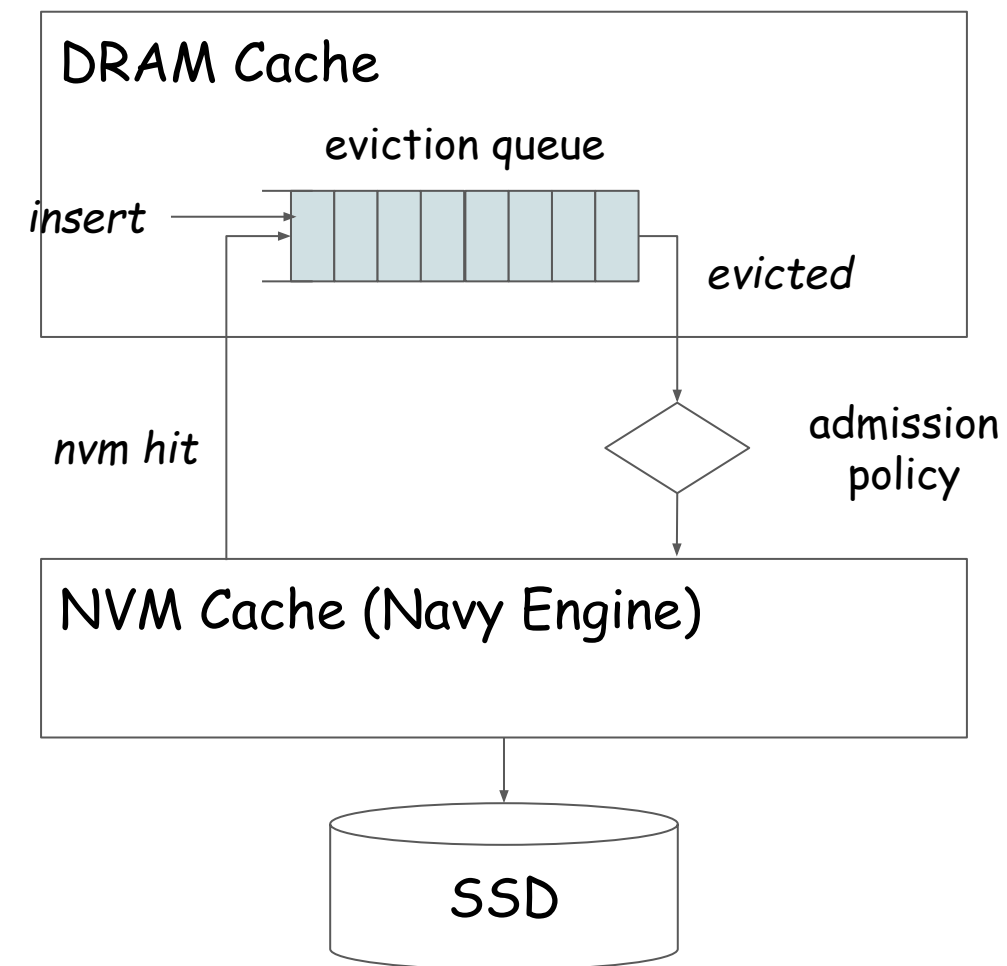 DRAM Cache
eviction queue
insert
evicted
nvm hit
admission
policy
NVM Cache (Navy Engine)
SSD